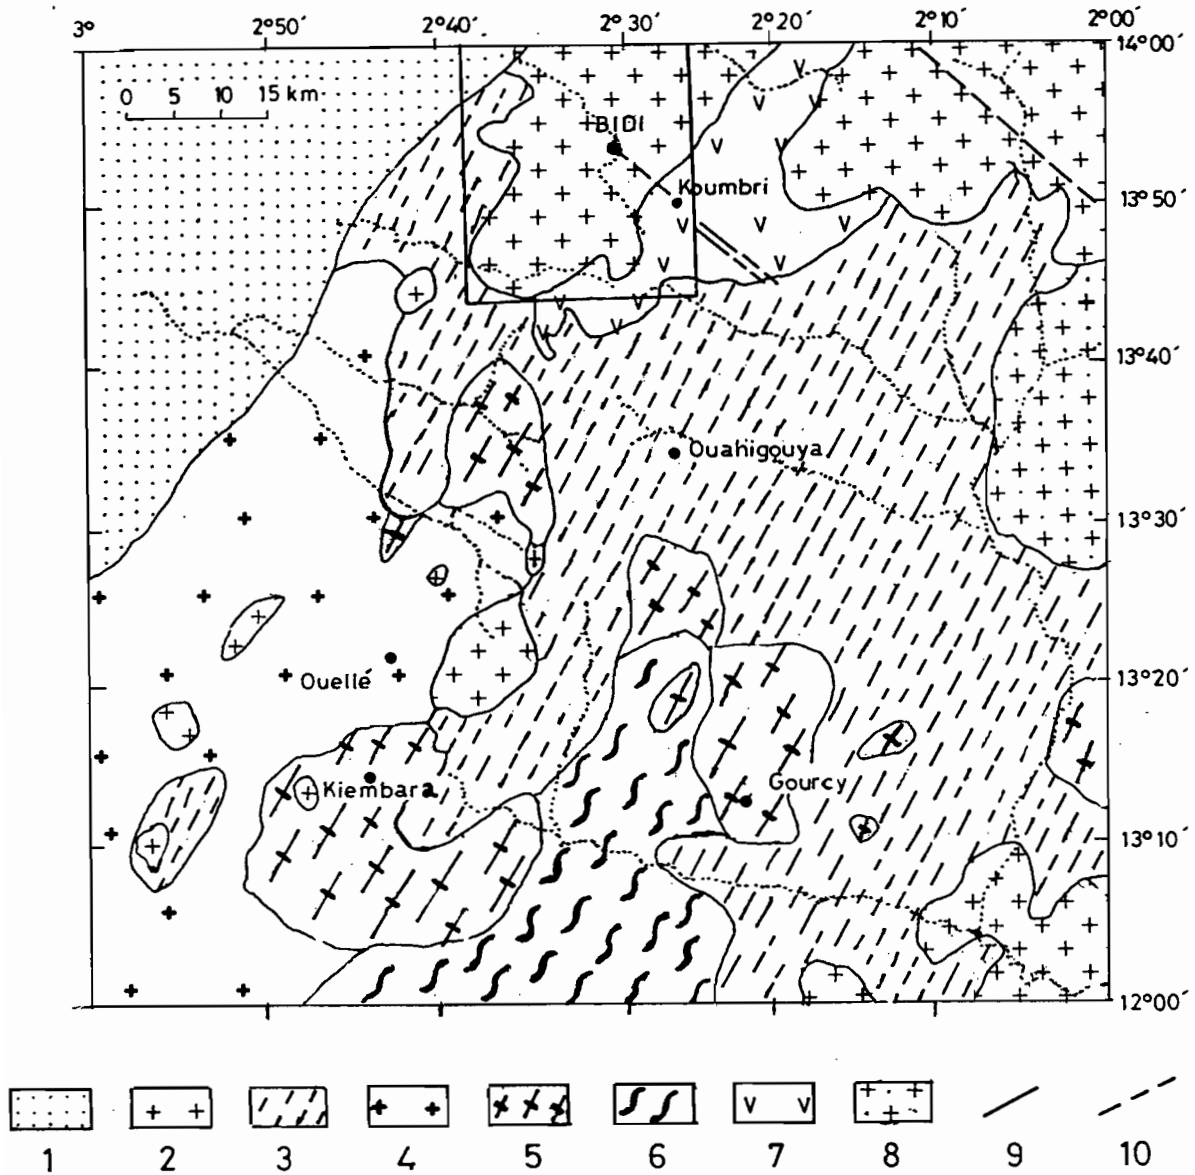 3° 2°50′ 2°40′ 2°30′ 2°20′ 2°10′ 2°00′
14°00′
0 5 10 15 km
BIDI
Koumbri
13°50′
13°40′
Ouahigouya
13°30′
Ouellé
13°20′
Kiembara
Gourcy
13°10′
12°00′
1 2 3 4 5 6 7 8 9 10